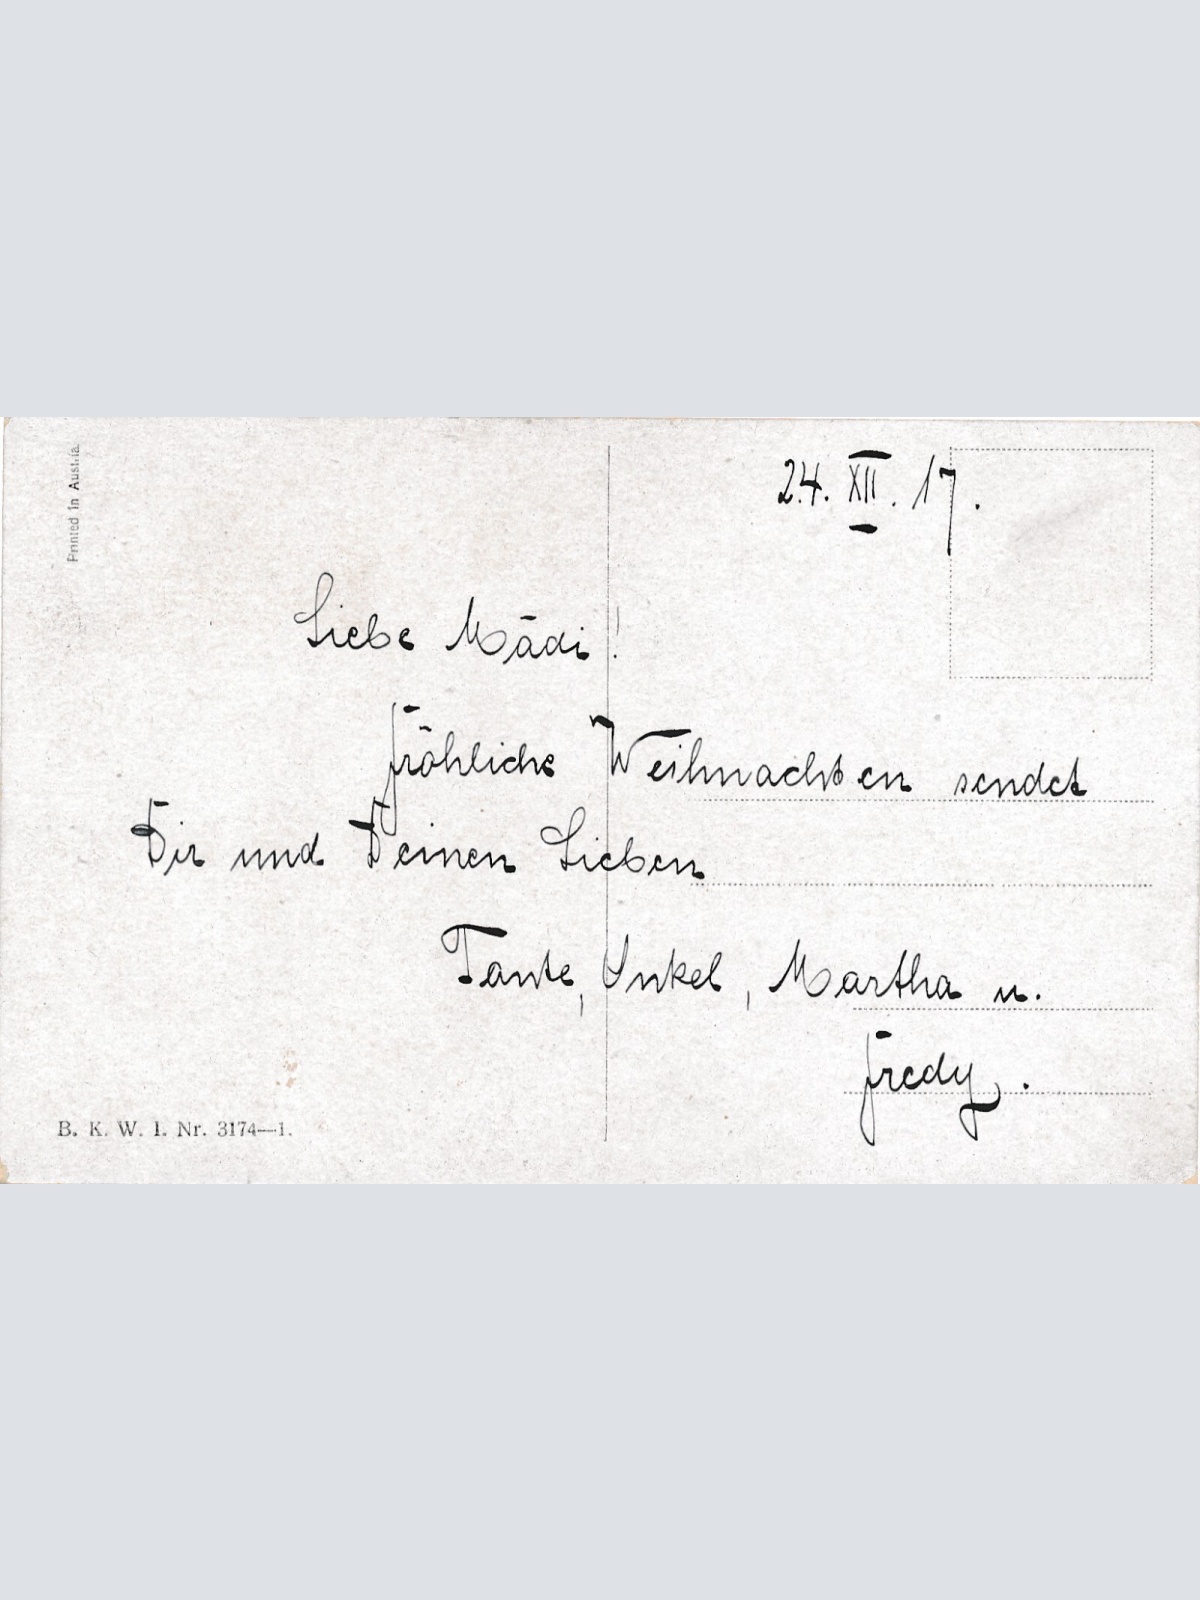 Printed in Austria.
24. XII. 17.
Liebe Mädi!
Fröhliche Weihnachten sendet
Dir und Deinen Lieben
Tante, Onkel, Martha u.
Fredy.
B. K. W. I. Nr. 3174—1.